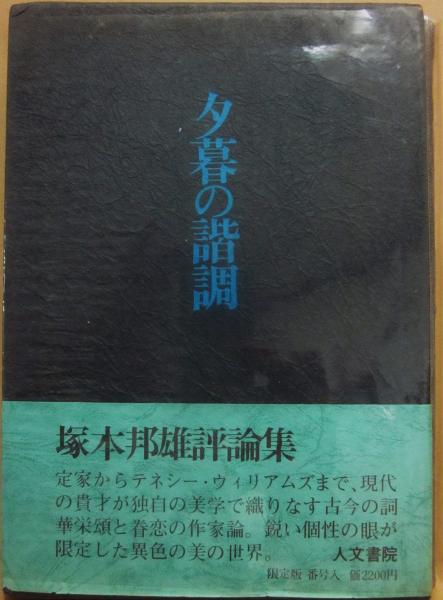 夕暮の諧調
塚本邦雄評論集
定家からテネシー・ウィリアムズまで、現代
の貴才が独自の美学で織りなす古今の詞
華栄頌と眷恋の作家論。鋭い個性の眼が
限定した異色の美の世界。 人文書院
限定版 番号入 価2200円